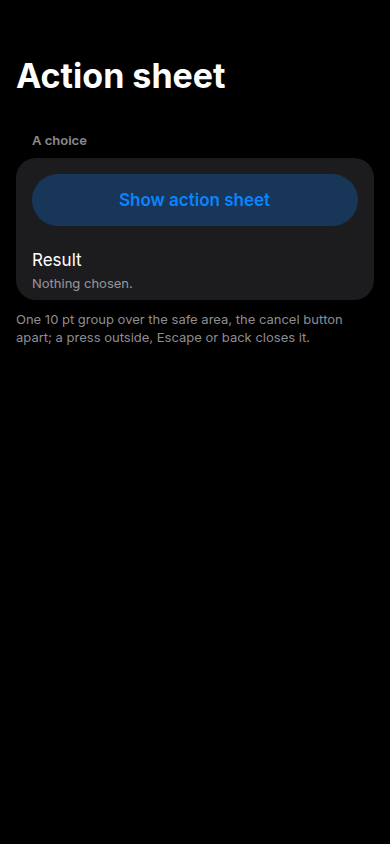 Action sheet
A choice
Show action sheet
Result
Nothing chosen.
One 10 pt group over the safe area, the cancel button
apart; a press outside, Escape or back closes it.